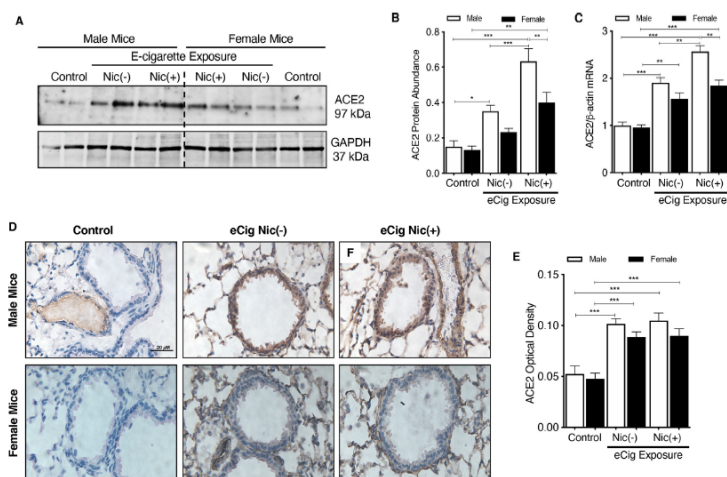 A
Male Mice
Female Mice
E-cigarette Exposure
Control
Nic(-)
Nic(+)
Nic(+)
Nic(-)
Control
ACE2
97 kDa
GAPDH
37 kDa
B
Male
Female
**
***
**
***
*
ACE2 Protein Abundance
0.8
0.6
0.4
0.2
0.0
Control
Nic(-)
Nic(+)
eCig Exposure
C
Male
Female
***
***
**
**
**
***
ACE2/β-actin mRNA
4
3
2
1
0
Control
Nic(-)
Nic(+)
eCig Exposure
D
Control
eCig Nic(-)
F
eCig Nic(+)
Male Mice
20 μM
Female Mice
E
Male
Female
***
***
***
***
ACE2 Optical Density
0.15
0.10
0.05
0.00
Control
Nic(-)
Nic(+)
eCig Exposure